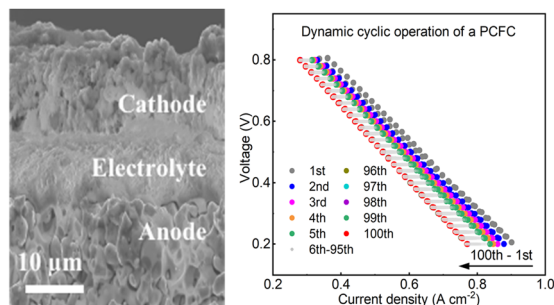 Cathode
Electrolyte
Anode
10 µm
Dynamic cyclic operation of a PCFC
Voltage (V)
0.8
0.6
0.4
0.2
1st
96th
2nd
97th
3rd
98th
4th
99th
5th
100th
6th-95th
100th - 1st
0.2 0.4 0.6 0.8 1.0
Current density (A cm-2)